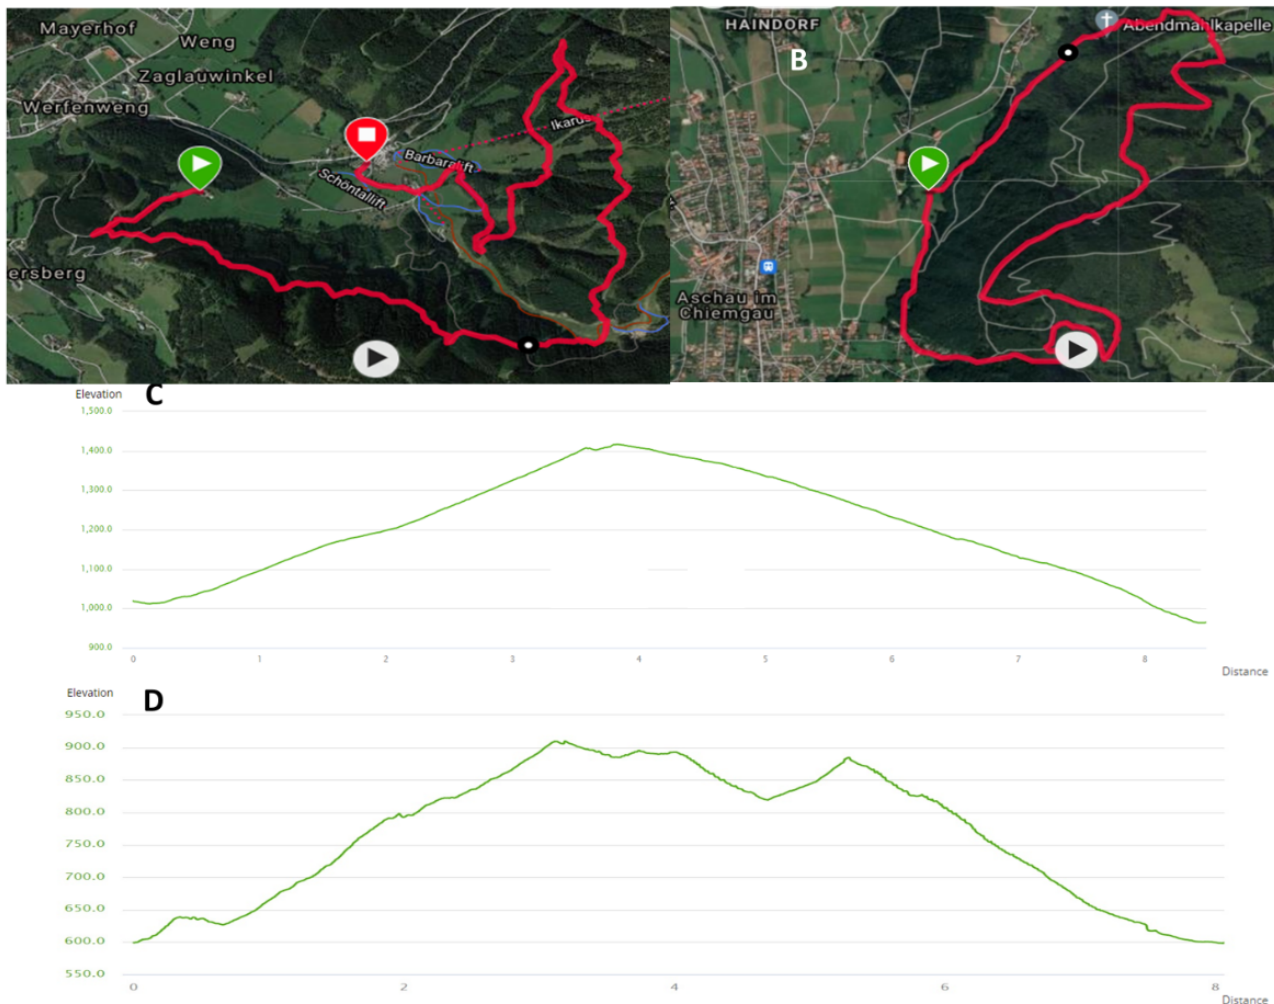 Mayerhof
Weng
Zaglauwinkel
Werfenweng
Barbaralift
Schöntallift
Ikarus
ersberg
HAINDORF
B
Abendmahlkapelle
Aschau im
Chiemgau
Elevation
C
1,500.0
1,400.0
1,300.0
1,200.0
1,100.0
1,000.0
900.0
0 1 2 3 4 5 6 7 8
Distance
Elevation
D
950.0
900.0
850.0
800.0
750.0
700.0
650.0
600.0
550.0
0 2 4 6 8
Distance